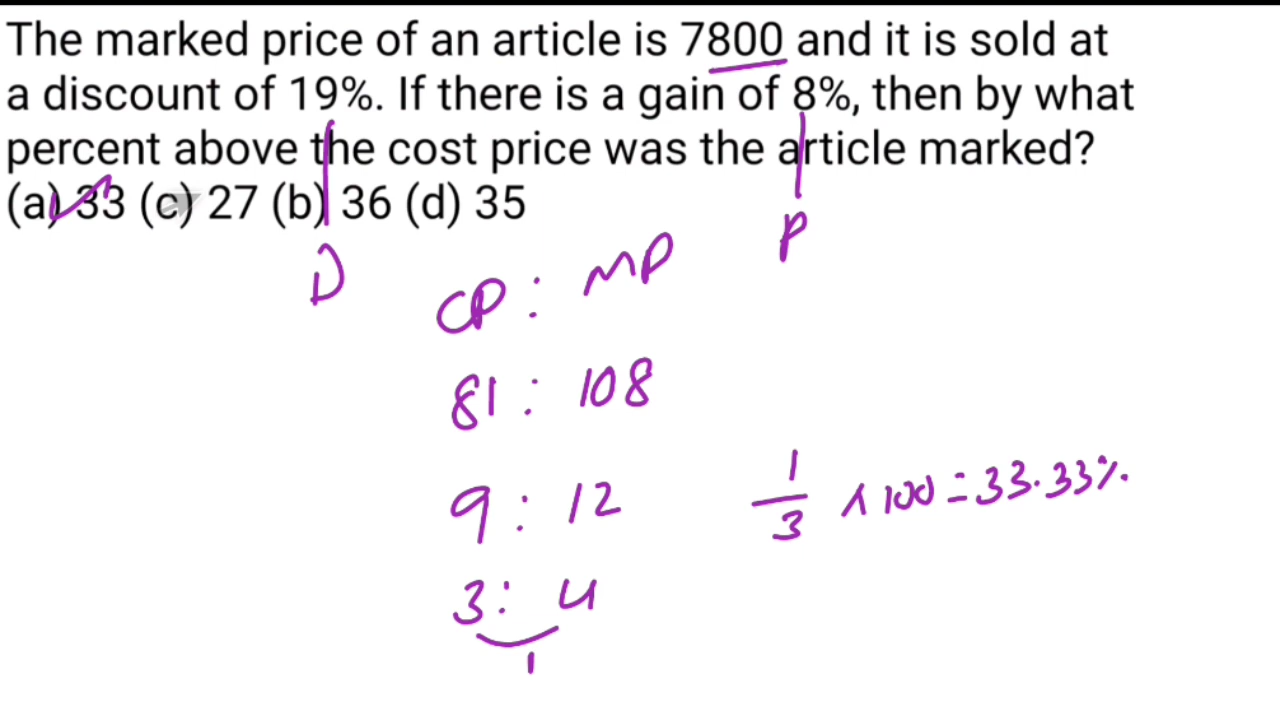 The marked price of an article is 7800 and it is sold at
a discount of 19%. If there is a gain of 8%, then by what
percent above the cost price was the article marked?
(a) 33 (c) 27 (b) 36 (d) 35
D
P
CP : MP
81 : 108
9 : 12
1/3 × 100 = 33.33%
3 : 4
1